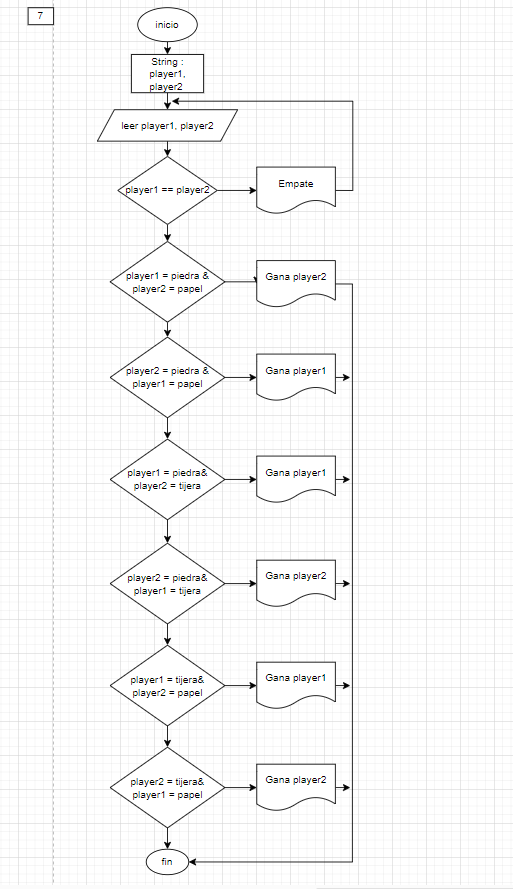 7
inicio
String :
player1,
player2
leer player1, player2
player1 == player2
Empate
player1 = piedra &
player2 = papel
Gana player2
player2 = piedra &
player1 = papel
Gana player1
player1 = piedra&
player2 = tijera
Gana player1
player2 = piedra&
player1 = tijera
Gana player2
player1 = tijera&
player2 = papel
Gana player1
player2 = tijera&
player1 = papel
Gana player2
fin